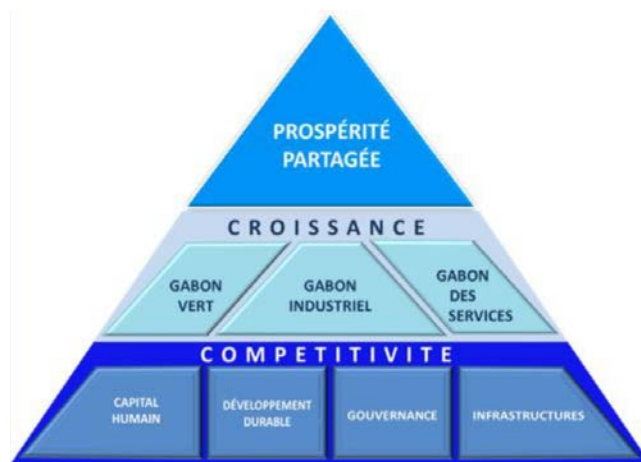 PROSPÉRITÉ
PARTAGÉE
CROISSANCE
GABON
VERT
GABON
INDUSTRIEL
GABON
DES
SERVICES
COMPETITIVITE
CAPITAL
HUMAIN
DÉVELOPPEMENT
DURABLE
GOUVERNANCE
INFRASTRUCTURES